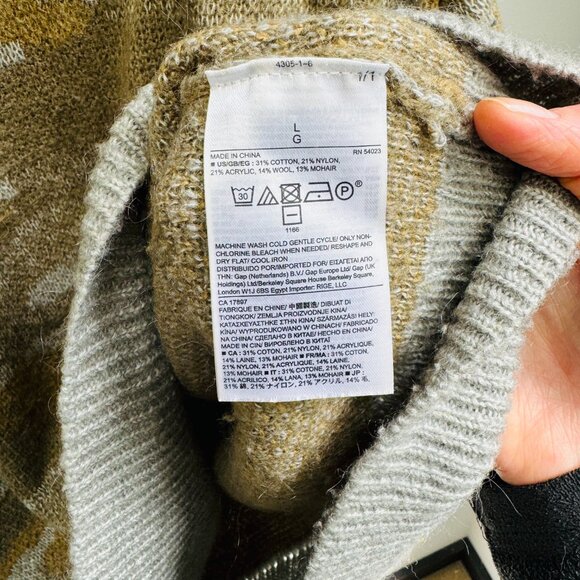 4305-1-6
1/1
L
G
MADE IN CHINA RN 54023
■ US/GB/EG : 31% COTTON, 21% NYLON,
21% ACRYLIC, 14% WOOL, 13% MOHAIR
30 P
1166
MACHINE WASH COLD GENTLE CYCLE/ ONLY NON-
CHLORINE BLEACH WHEN NEEDED/ RESHAPE AND
DRY FLAT/ COOL IRON
DISTRIBUIDO POR/IMPORTED FOR/ ΕΙΣΑΓΕΤΑΙ ΑΠΟ
ΤΗΝ: Gap (Netherlands) B.V./ Gap Europe Ltd/ Gap (UK
Holdings) Ltd/Berkeley Square House Berkeley Square,
London W1J 6BS Egypt Importer: RIGE, LLC
CA 17897
FABRIQUÉ EN CHINE/ 中國製造/ DIBUAT DI
TIONGKOK/ ZEMLJA PROIZVODNJE KINA/
ΚΑΤΑΣΚΕΥΑΣΤΗΚΕ ΣΤΗΝ ΚΙΝΑ/ SZÁRMAZÁSI HELY:
KÍNA/ WYPRODUKOWANO W CHINACH/ FABRICADO
NA CHINA/ СДЕЛАНО В КИТАЕ/ HECHO EN CHINA/
MADE IN CIN/ ВИРОБЛЕНО В КИТАЇ
■ CA : 31% COTON, 21% NYLON, 21% ACRYLIQUE,
14% LAINE, 13% MOHAIR ■ FR/MA : 31% COTON,
21% NYLON, 21% ACRYLIQUE, 14% LAINE,
13% MOHAIR ■ IT : 31% COTONE, 21% NYLON,
21% ACRILICO, 14% LANA, 13% MOHAIR ■ JP :
31% 綿, 21% ナイロン, 21% アクリル, 14% 毛,